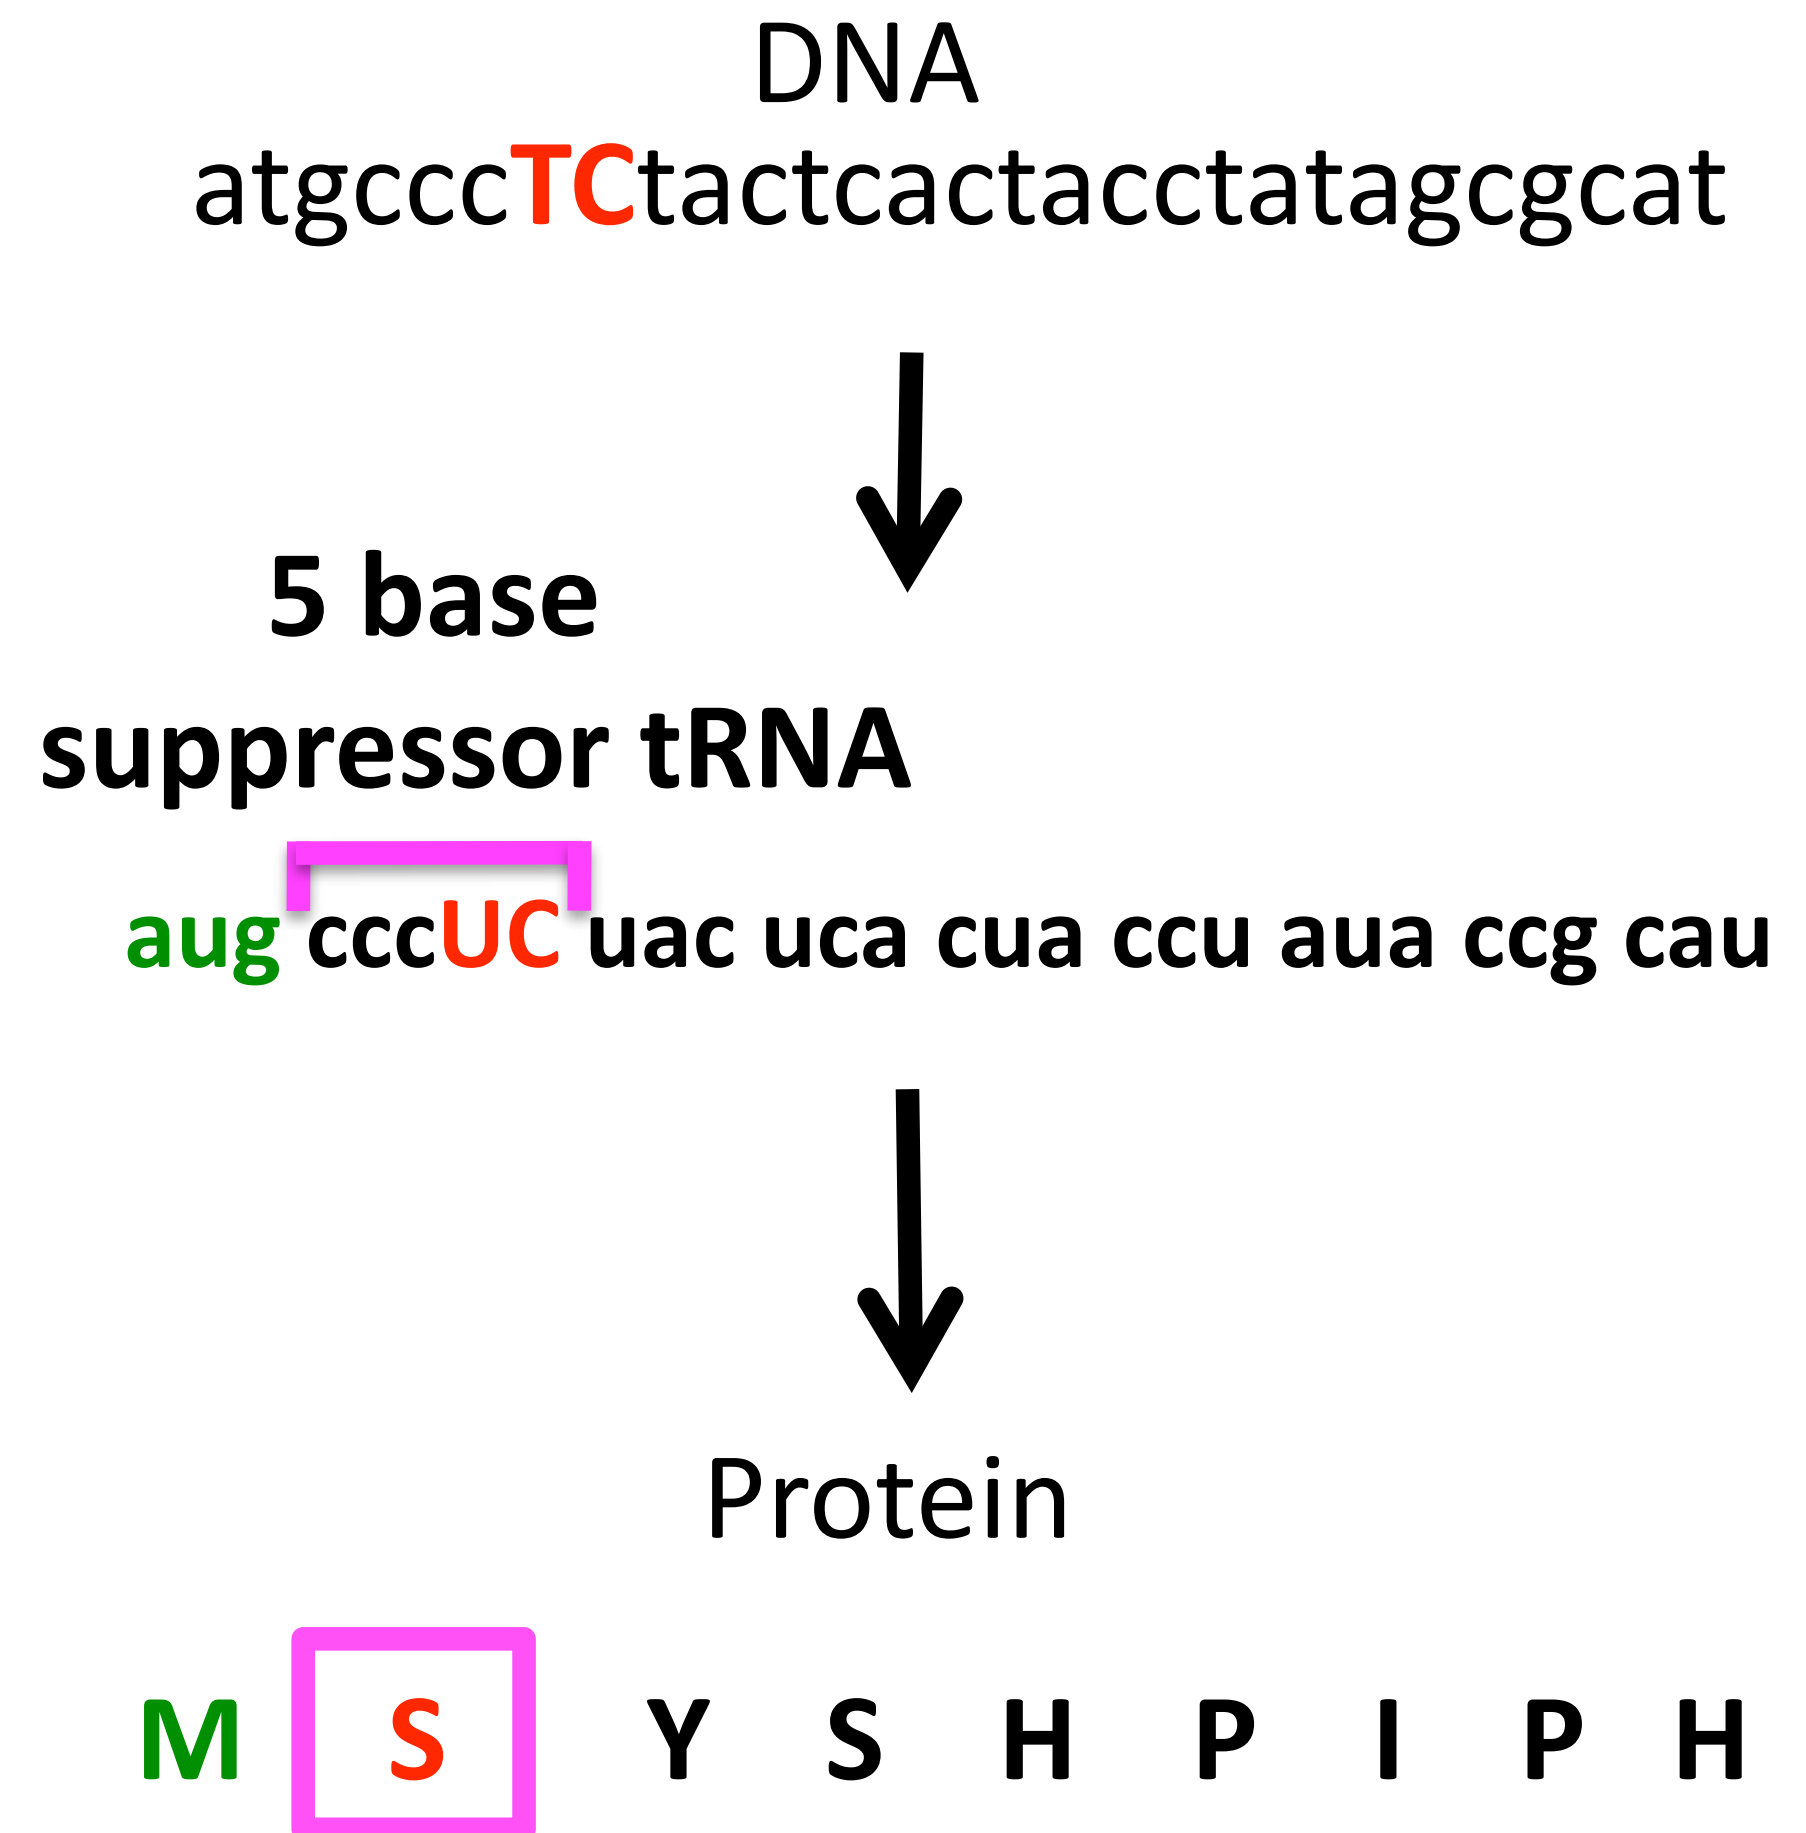 DNA
atgcccTCtactcactacctatagcgcat
5 base
suppressor tRNA
aug cccUC uac uca cua ccu aua ccg cau
Protein
M S Y S H P I P H